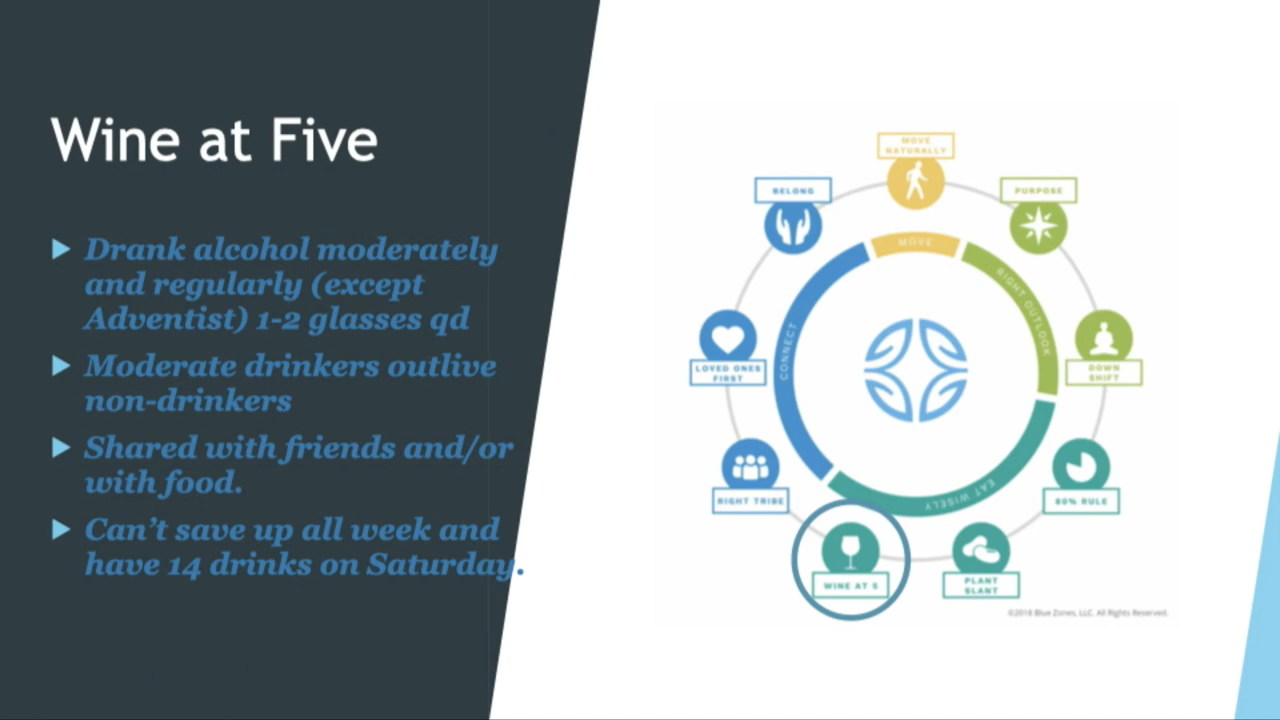 Wine at Five
Drank alcohol moderately
and regularly (except
Adventist) 1-2 glasses qd
Moderate drinkers outlive
non-drinkers
Shared with friends and/or
with food.
Can't save up all week and
have 14 drinks on Saturday.
MOVE
NATURALLY
BELONG
PURPOSE
MOVE
RIGHT OUTLOOK
CONNECT
LOVED ONES
FIRST
DOWN
SHIFT
EAT WISELY
RIGHT TRIBE
80% RULE
WINE AT 5
PLANT
SLANT
©2018 Blue Zones, LLC. All Rights Reserved.